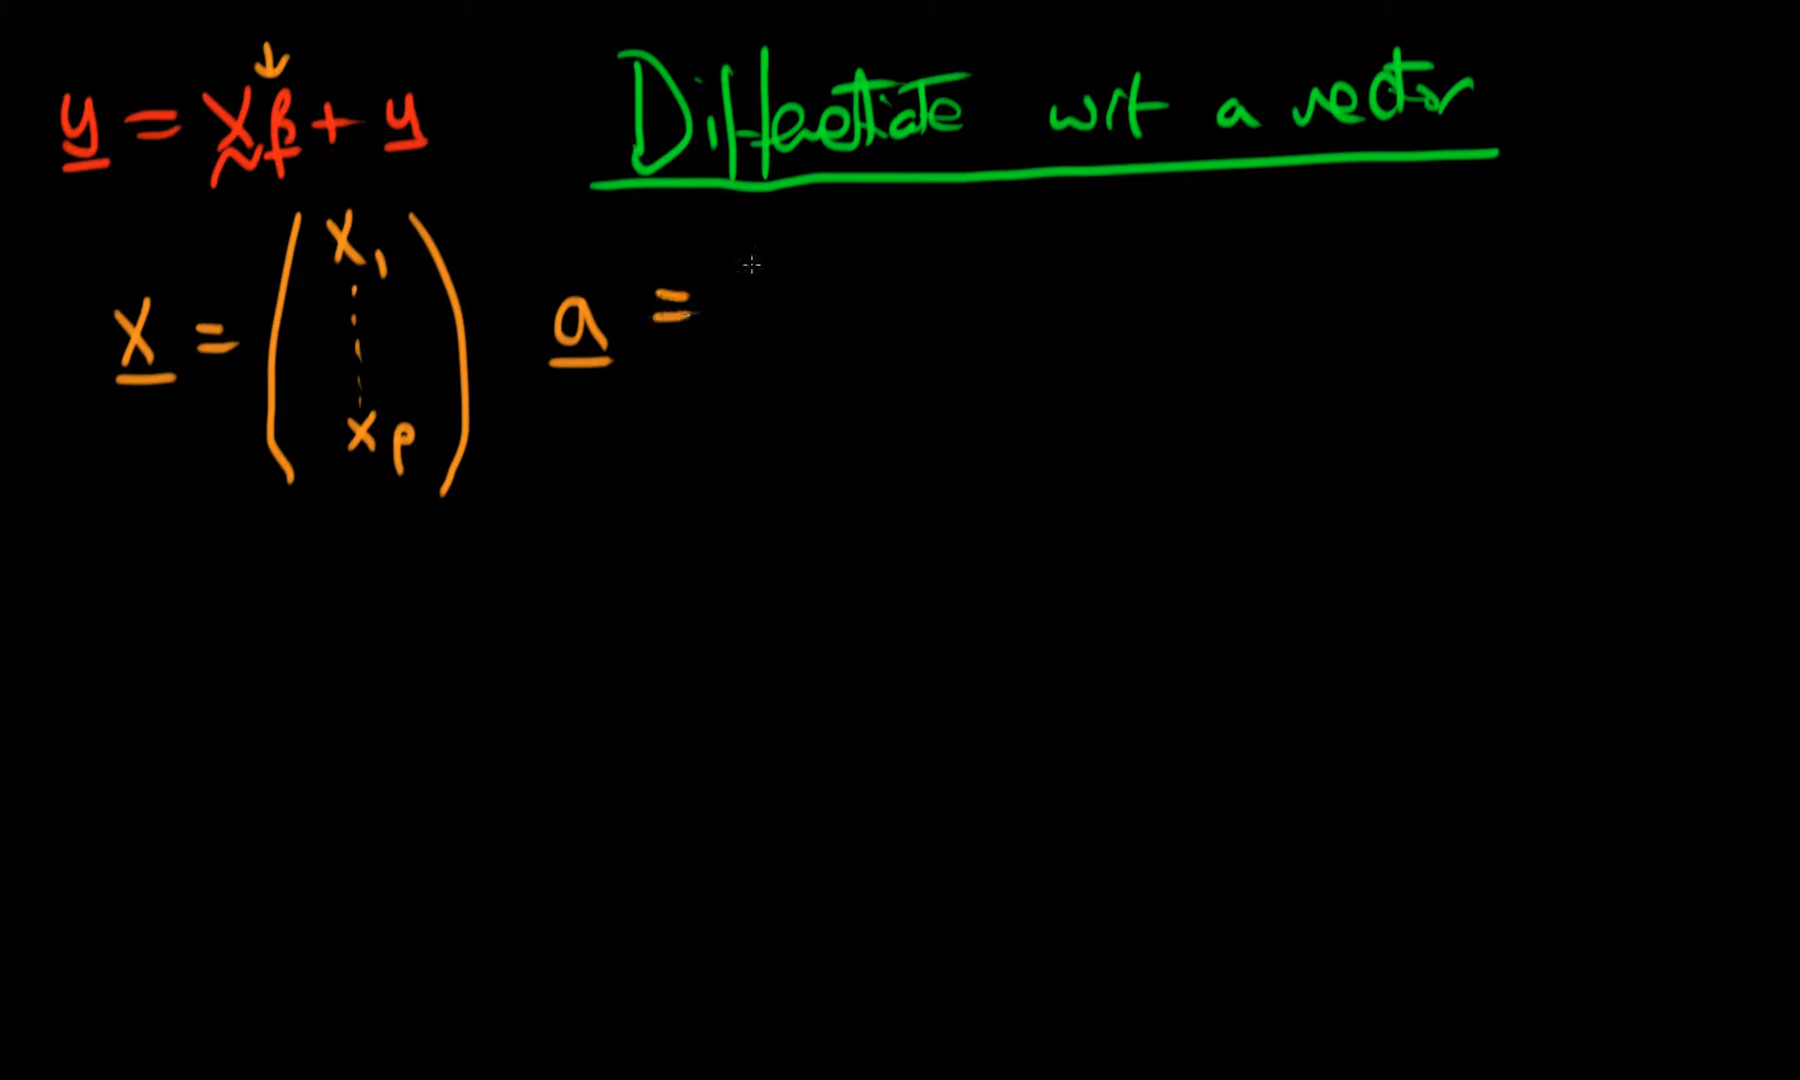 y = Xβ + u
Differentiate wrt a vector
x = ( x₁ ⋮ xₚ )
a =